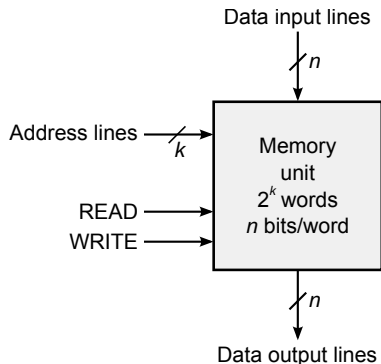 Data input lines
n
Address lines
k
Memory
unit
2^k words
n bits/word
READ
WRITE
n
Data output lines